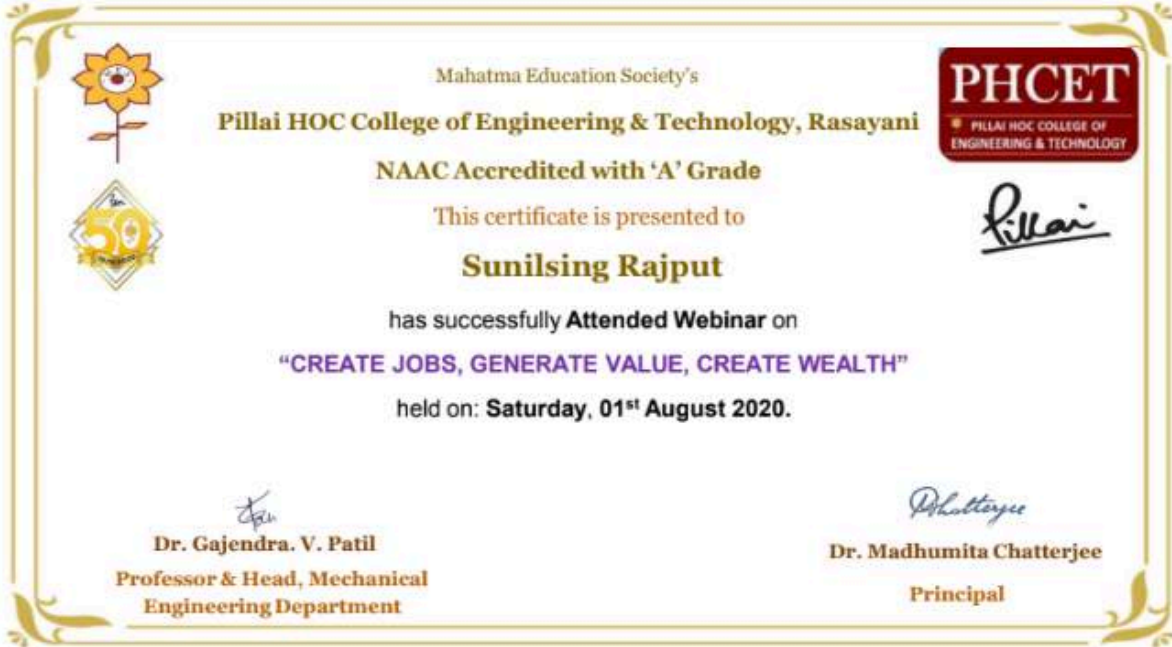 Mahatma Education Society's
Pillai HOC College of Engineering & Technology, Rasayani
NAAC Accredited with 'A' Grade
This certificate is presented to
Sunilsing Rajput
has successfully Attended Webinar on
"CREATE JOBS, GENERATE VALUE, CREATE WEALTH"
held on: Saturday, 01st August 2020.
PHCET
PILLAI HOC COLLEGE OF
ENGINEERING & TECHNOLOGY
Pillai
50
Dr. Gajendra. V. Patil
Professor & Head, Mechanical
Engineering Department
PChatterjee
Dr. Madhumita Chatterjee
Principal